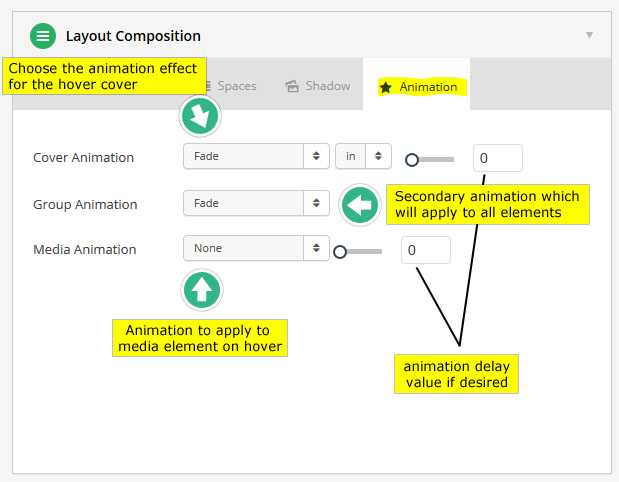 Layout Composition
Choose the animation effect
for the hover cover
Spaces
Shadow
Animation
Cover Animation
Fade
in
0
Group Animation
Fade
Secondary animation which
will apply to all elements
Media Animation
None
0
Animation to apply to
media element on hover
animation delay
value if desired